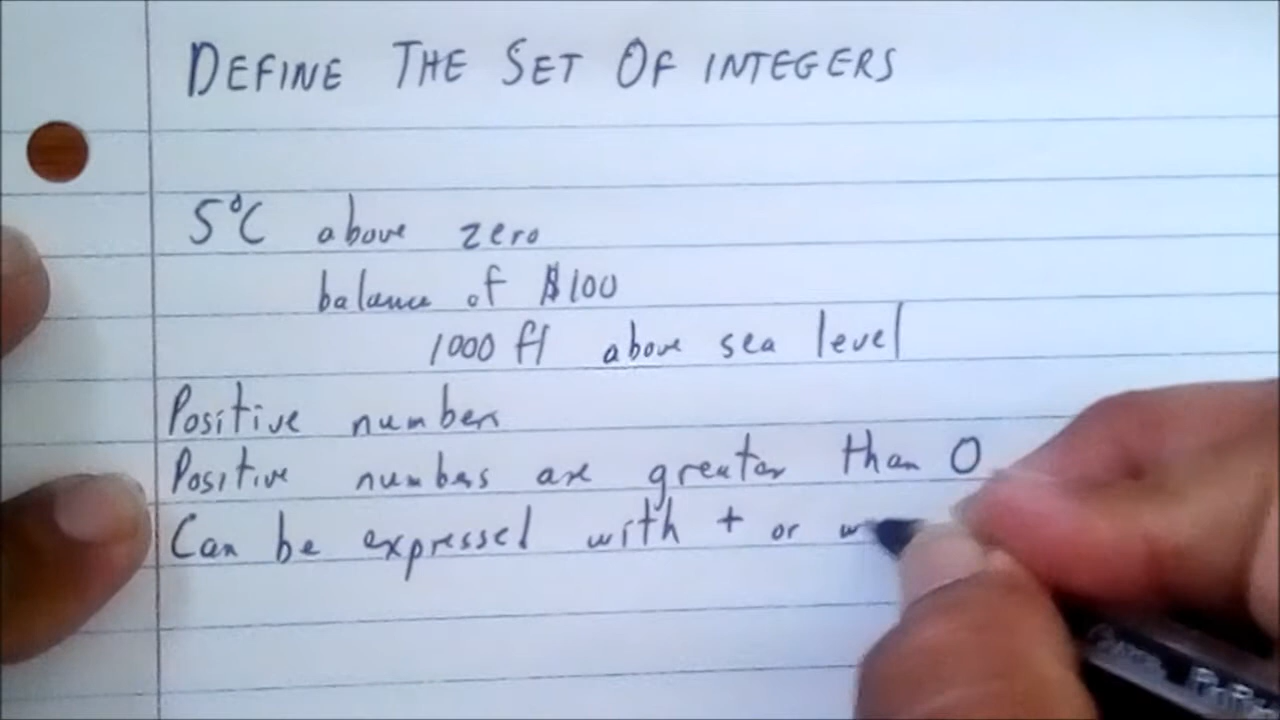 DEFINE THE SET OF INTEGERS
5°C above zero
balance of $100
1000 ft above sea level
Positive numbers
Positive numbers are greater than 0
Can be expressed with + or w